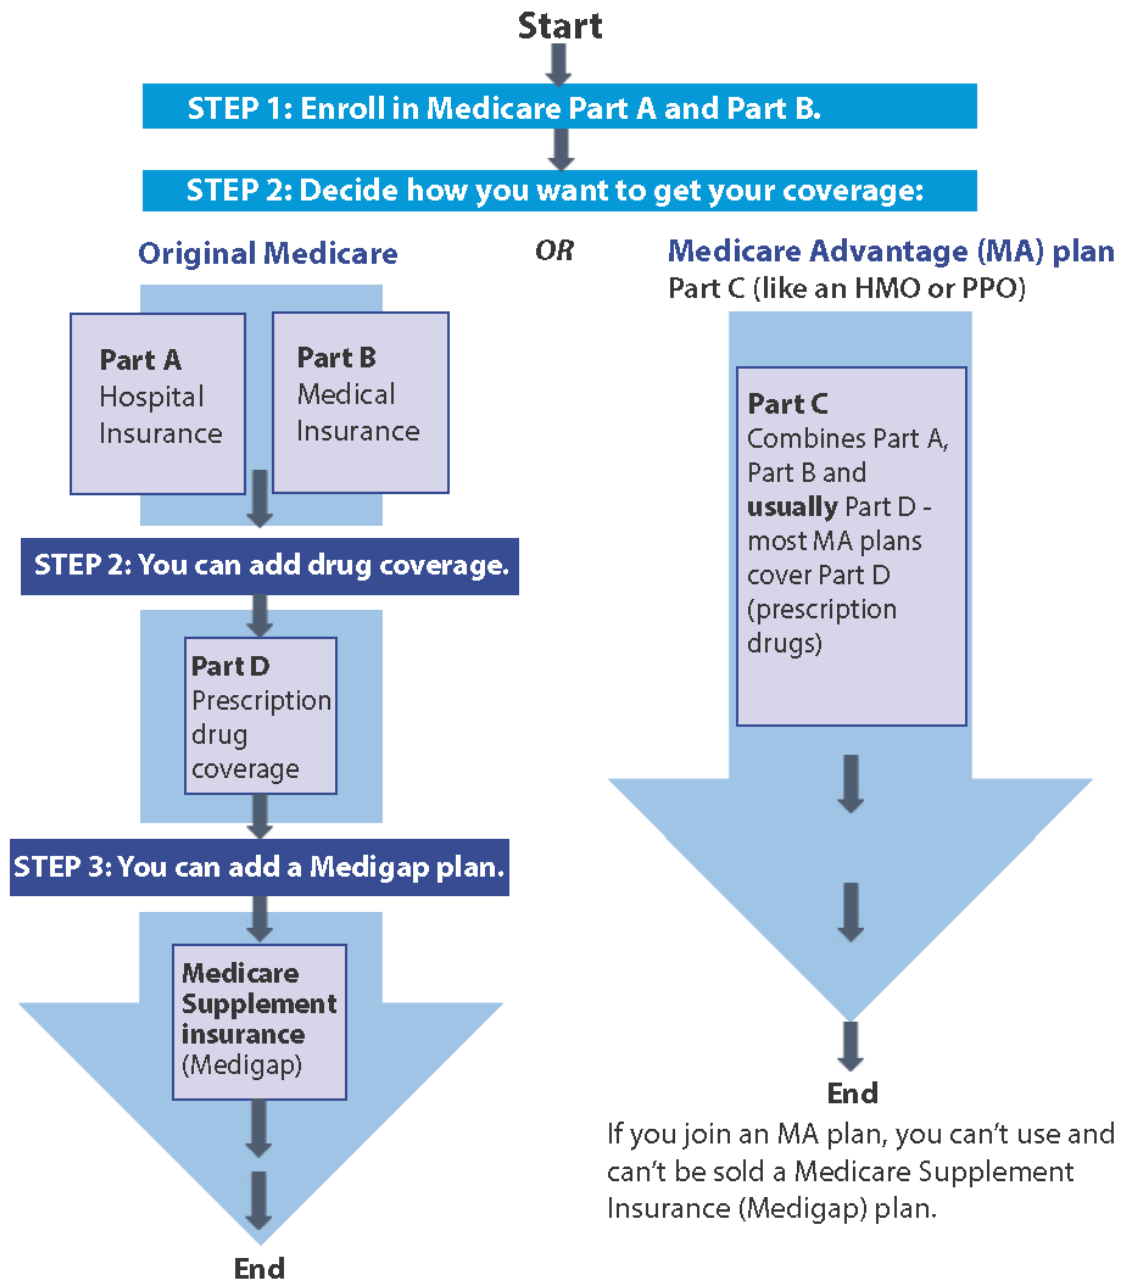 Start
STEP 1: Enroll in Medicare Part A and Part B.
STEP 2: Decide how you want to get your coverage:
Original Medicare
OR
Medicare Advantage (MA) plan
Part C (like an HMO or PPO)
Part A
Hospital
Insurance
Part B
Medical
Insurance
STEP 2: You can add drug coverage.
Part D
Prescription
drug
coverage
STEP 3: You can add a Medigap plan.
Medicare
Supplement
insurance
(Medigap)
End
Part C
Combines Part A,
Part B and
usually Part D -
most MA plans
cover Part D
(prescription
drugs)
End
If you join an MA plan, you can’t use and
can’t be sold a Medicare Supplement
Insurance (Medigap) plan.